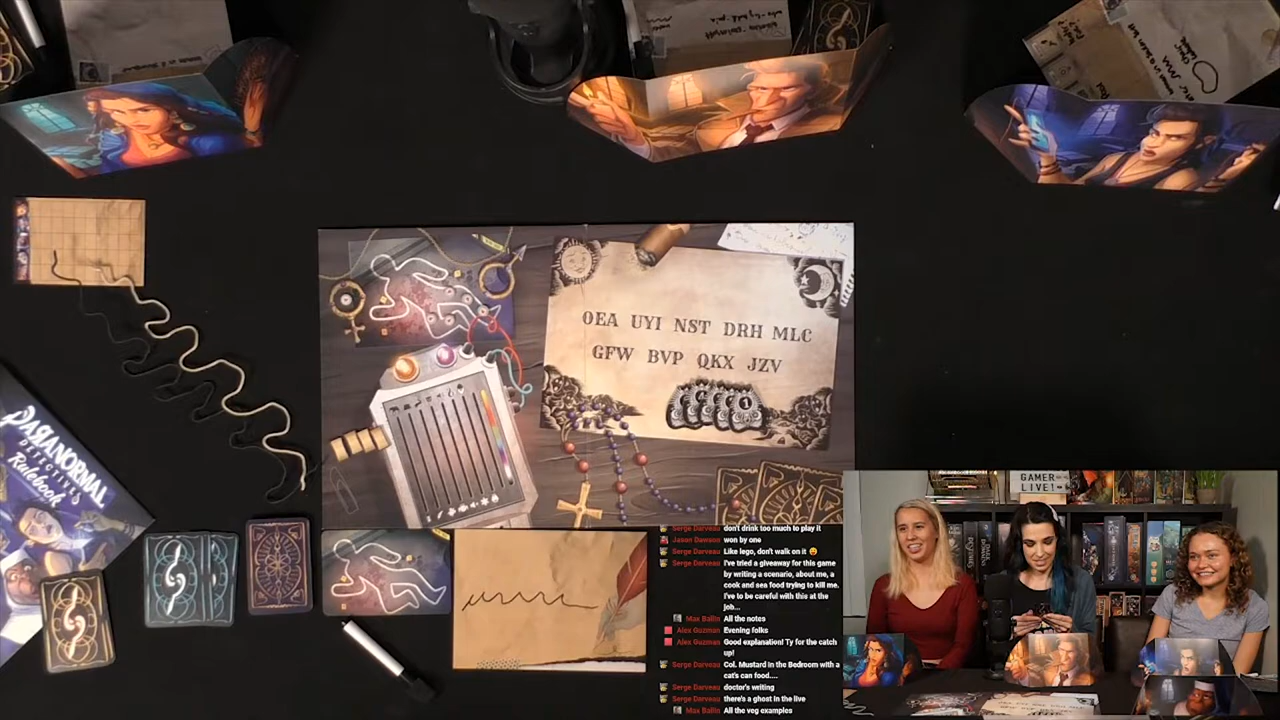 OEA UYI NST DRH MLC
GFW BVP QKX JZV
PARANORMAL
DETECTIVES
Rulebook
GAMER
LIVE!
Serge Darveau don't drink too much to play it
Jason Dawans won by one
Serge Darveau Like lego, don't walk on it
Serge Darveau I've tried a giveaway for this game
by writing a scenario, about me, a
cook and sea food trying to kill me.
I've to be careful with this at the
job...
Max Balita All the notes
Alex Guzman Evening folks
Alex Guzman Good explanation! Ty for the catch
up!
Serge Darveau Col. Mustard in the Bedroom with a
cat's can food....
Serge Darveau doctor's writing
Serge Darveau there's a ghost in the live
Max Balita All the veg examples